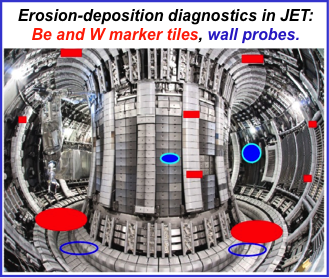 Erosion-deposition diagnostics in JET:
Be and W marker tiles, wall probes.